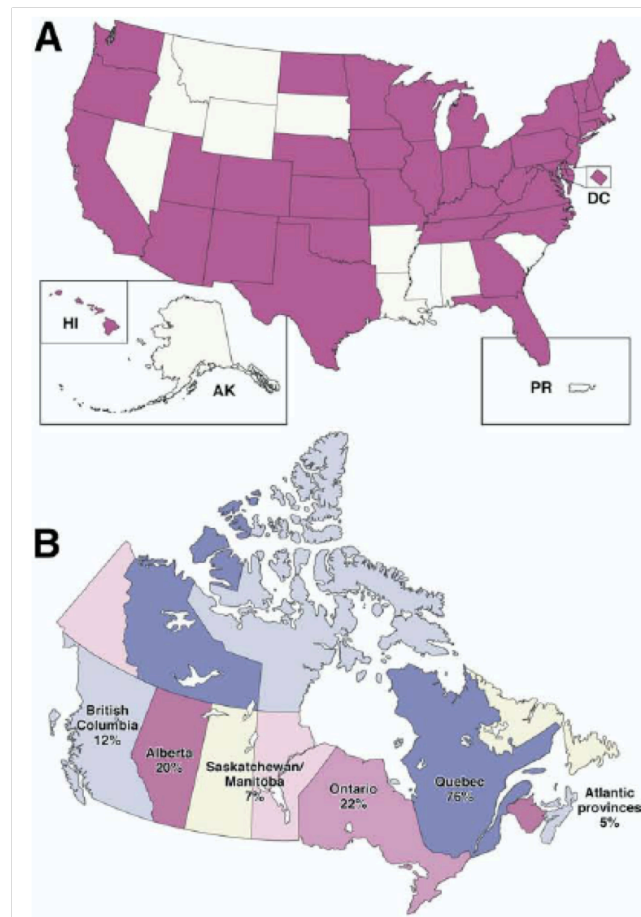 A
DC
HI
AK
PR
B
British
Columbia
12%
Alberta
20%
Saskatchewan/
Manitoba
7%
Ontario
22%
Quebec
76%
Atlantic
provinces
5%